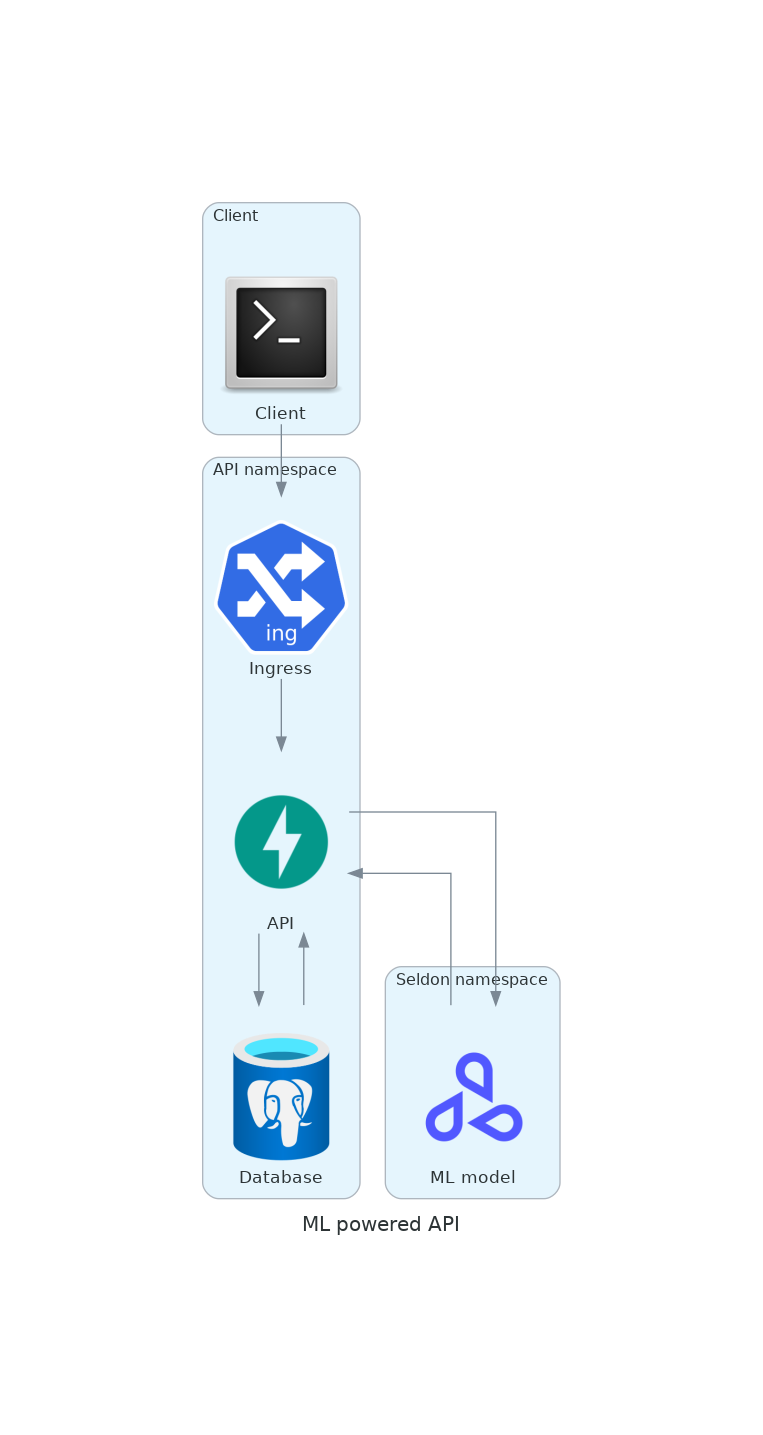 Client
Client
API namespace
ing
Ingress
API
Database
Seldon namespace
ML model
ML powered API